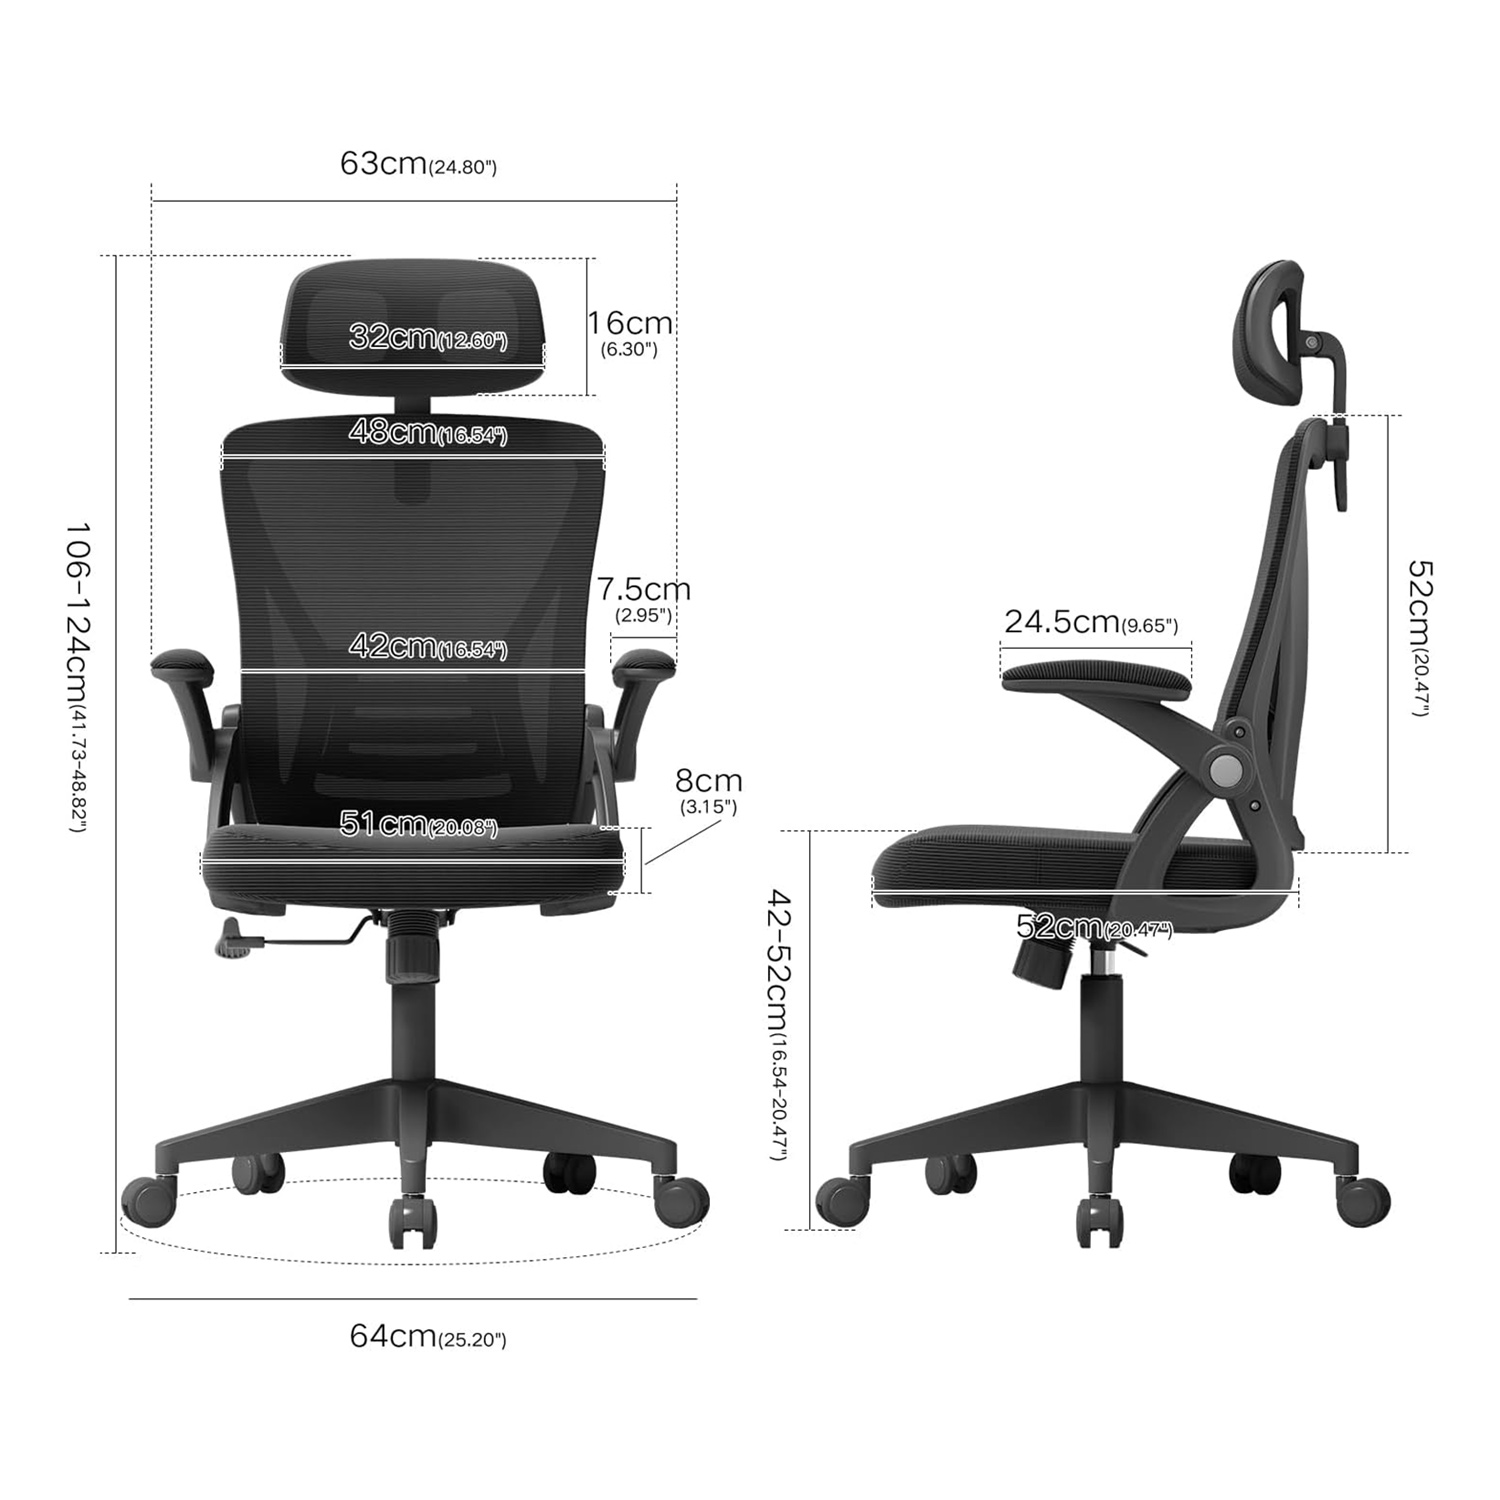 63cm(24.80")
32cm(12.60")
16cm
(6.30")
48cm(16.54")
106-124cm(41.73-48.82")
7.5cm
(2.95")
42cm(16.54")
8cm
(3.15")
51cm(20.08")
64cm(25.20")
24.5cm(9.65")
52cm(20.47")
42-52cm(16.54-20.47")
52cm(20.47")